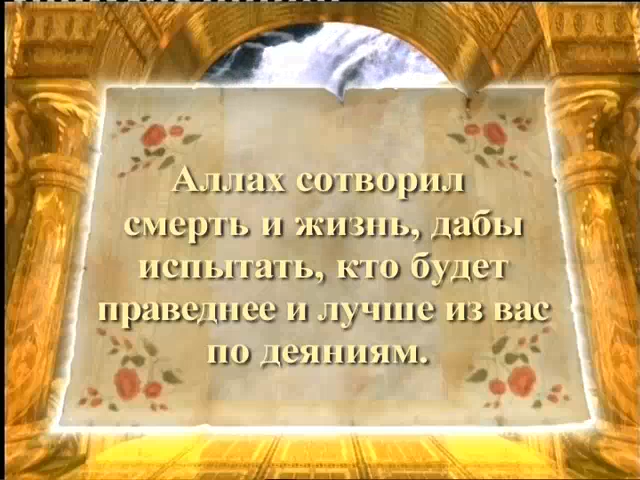 Аллах сотворил
смерть и жизнь, дабы
испытать, кто будет
праведнее и лучше из вас
по деяниям.